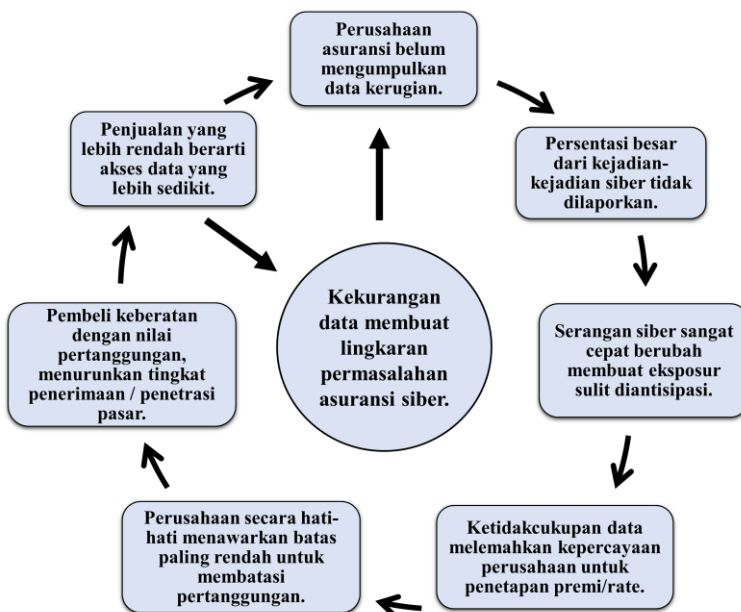 Perusahaan
asuransi belum
mengumpulkan
data kerugian.
Persentasi besar
dari kejadian-
kejadian siber tidak
dilaporkan.
Serangan siber sangat
cepat berubah
membuat eksposur
sulit diantisipasi.
Ketidakcukupan data
melemahkan kepercayaan
perusahaan untuk
penetapan premi/rate.
Perusahaan secara hati-
hati menawarkan batas
paling rendah untuk
membatasi
pertanggungan.
Pembeli keberatan
dengan nilai
pertanggungan,
menurunkan tingkat
penerimaan / penetrasi
pasar.
Penjualan yang
lebih rendah berarti
akses data yang
lebih sedikit.
Kekurangan
data membuat
lingkaran
permasalahan
asuransi siber.